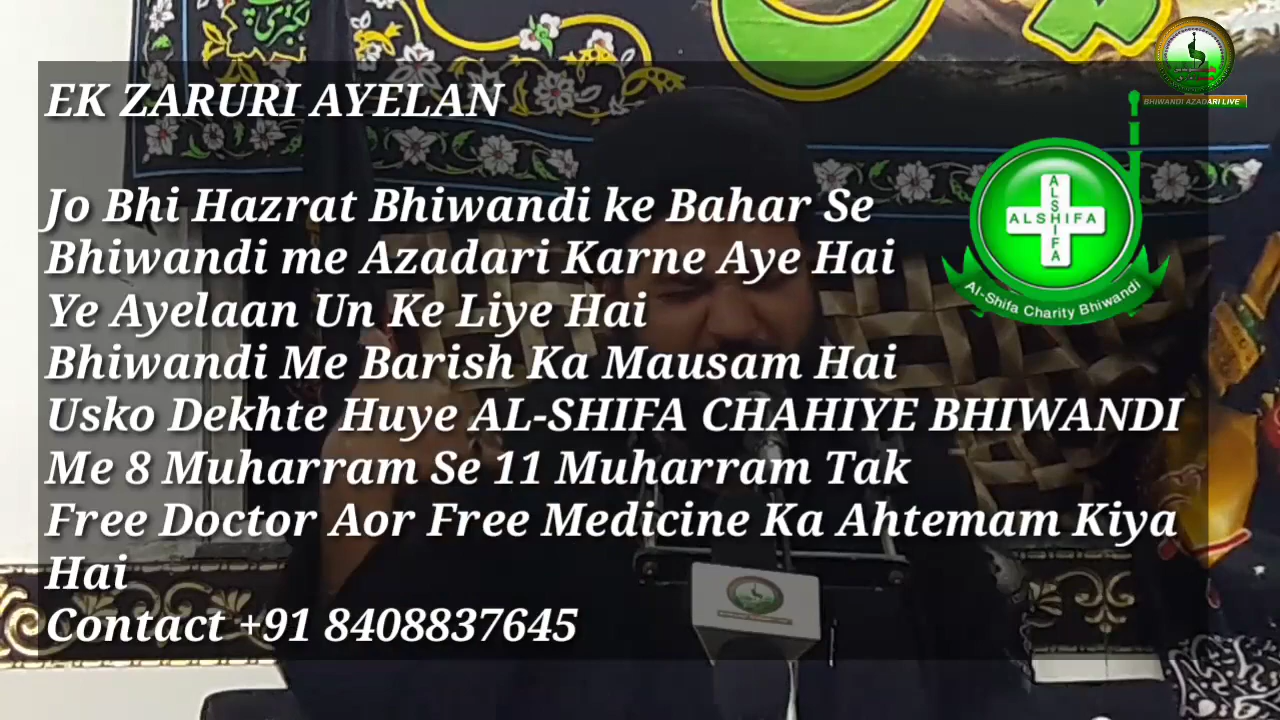 EK ZARURI AYELAN
Jo Bhi Hazrat Bhiwandi ke Bahar Se
Bhiwandi me Azadari Karne Aye Hai
Ye Ayelaan Un Ke Liye Hai
Bhiwandi Me Barish Ka Mausam Hai
Usko Dekhte Huye AL-SHIFA CHAHIYE BHIWANDI
Me 8 Muharram Se 11 Muharram Tak
Free Doctor Aor Free Medicine Ka Ahtemam Kiya
Hai
Contact +91 8408837645
BHIWANDI AZADARI LIVE
ALSHIFA
ALSHIFA
Al-Shifa Charity Bhiwandi